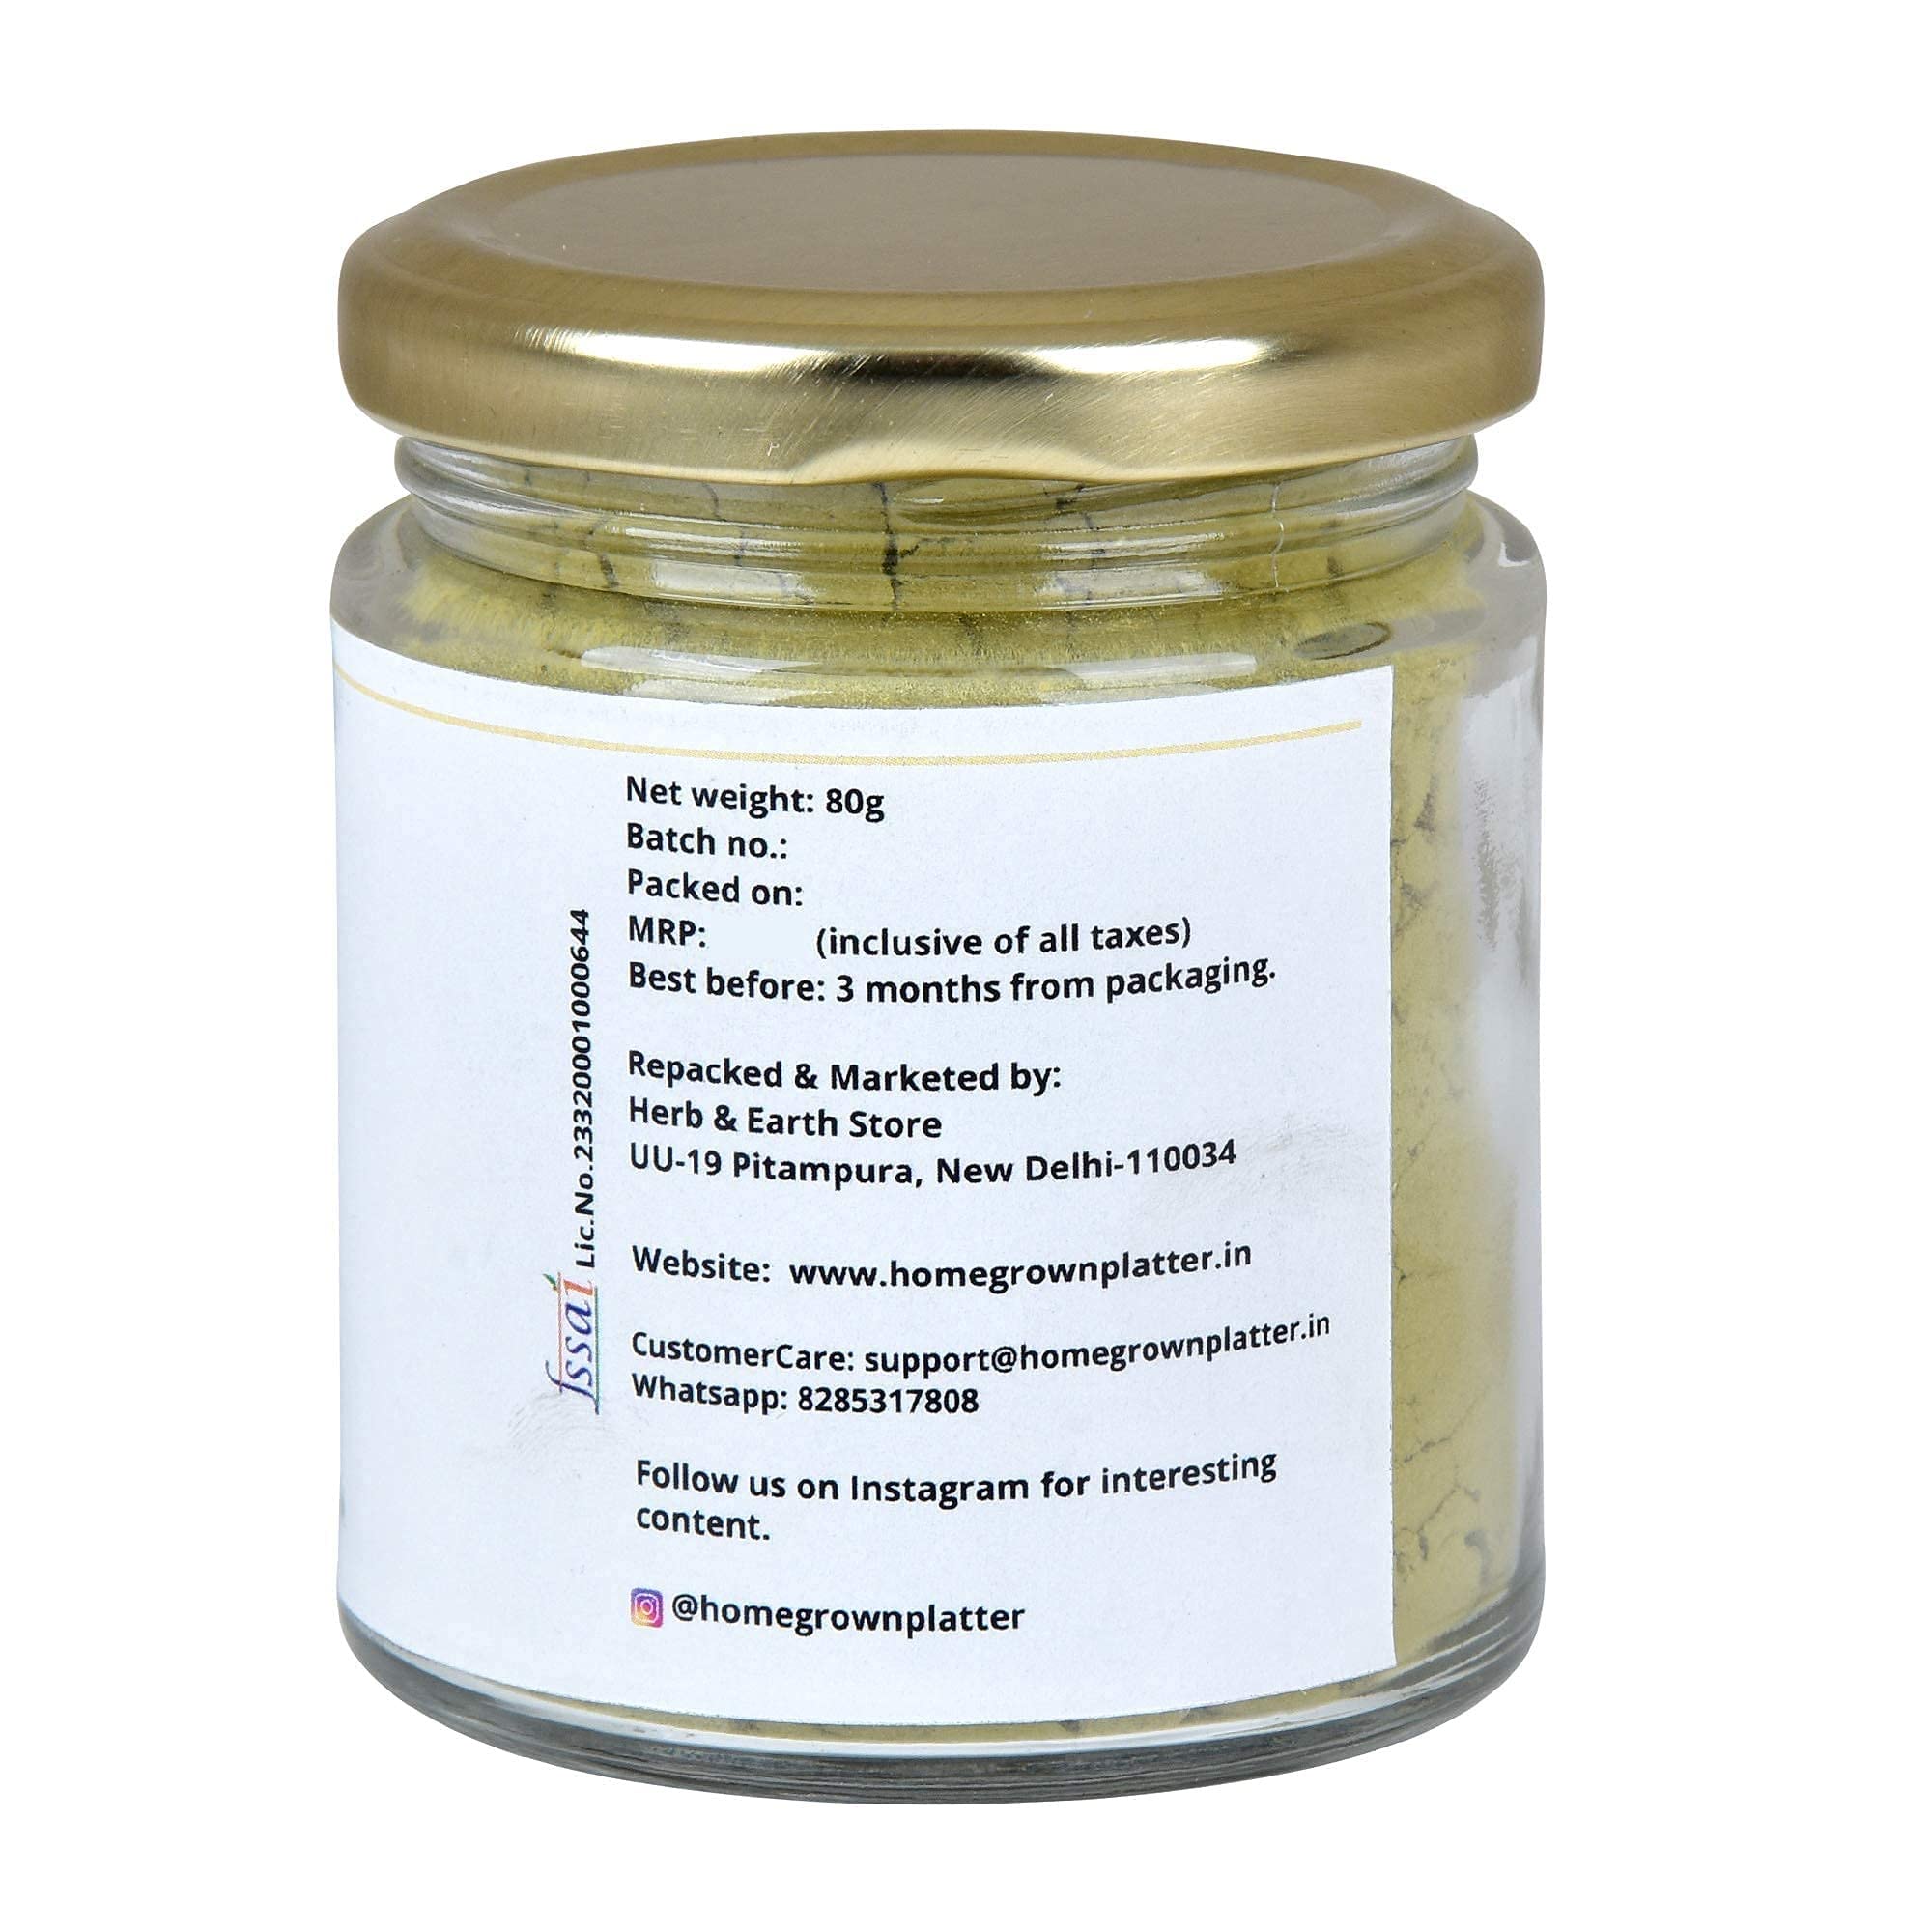 Net weight: 80g
Batch no.:
Packed on:
MRP: (inclusive of all taxes)
Best before: 3 months from packaging.
Repacked & Marketed by:
Herb & Earth Store
UU-19 Pitampura, New Delhi-110034
Website: www.homegrownplatter.in
CustomerCare: support@homegrownplatter.in
Whatsapp: 8285317808
Follow us on Instagram for interesting
content.
@homegrownplatter
fssai Lic.No.23320001000644